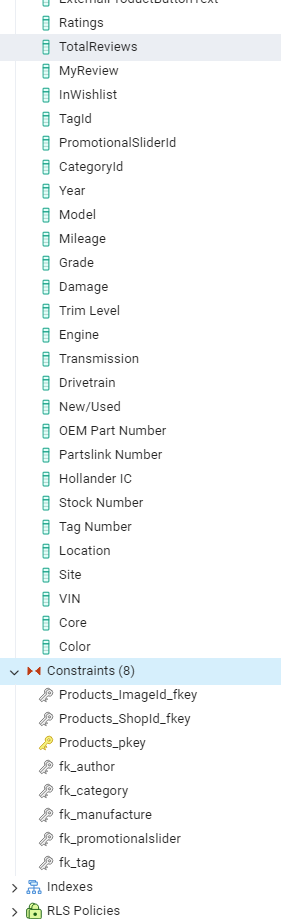 ExternalProductButtonText
Ratings
TotalReviews
MyReview
InWishlist
TagId
PromotionalSliderId
CategoryId
Year
Model
Mileage
Grade
Damage
Trim Level
Engine
Transmission
Drivetrain
New/Used
OEM Part Number
Partslink Number
Hollander IC
Stock Number
Tag Number
Location
Site
VIN
Core
Color
Constraints (8)
Products_ImageId_fkey
Products_ShopId_fkey
Products_pkey
fk_author
fk_category
fk_manufacture
fk_promotionalslider
fk_tag
Indexes
RLS Policies